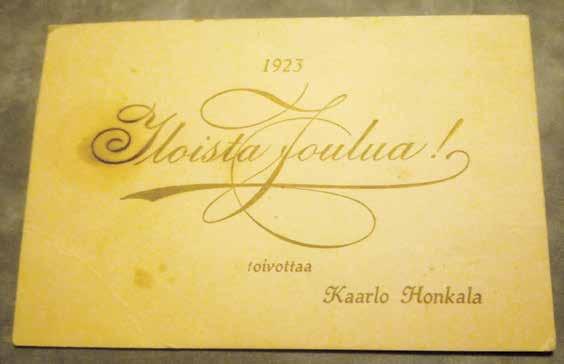 1923
Iloista Joulua!
toivottaa
Kaarlo Honkala